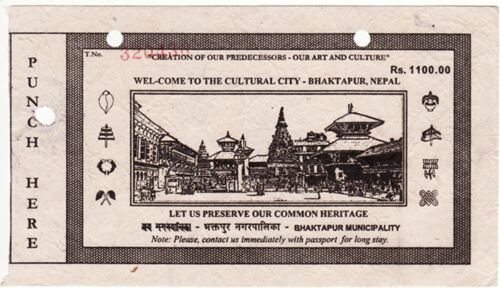 PUNCH HERE
T.No.
"CREATION OF OUR PREDECESSORS - OUR ART AND CULTURE"
Rs. 1100.00
WEL-COME TO THE CULTURAL CITY - BHAKTAPUR, NEPAL
LET US PRESERVE OUR COMMON HERITAGE
- भक्तपुर नगरपालिका - BHAKTAPUR MUNICIPALITY
Note: Please, contact us immediately with passport for long stay.